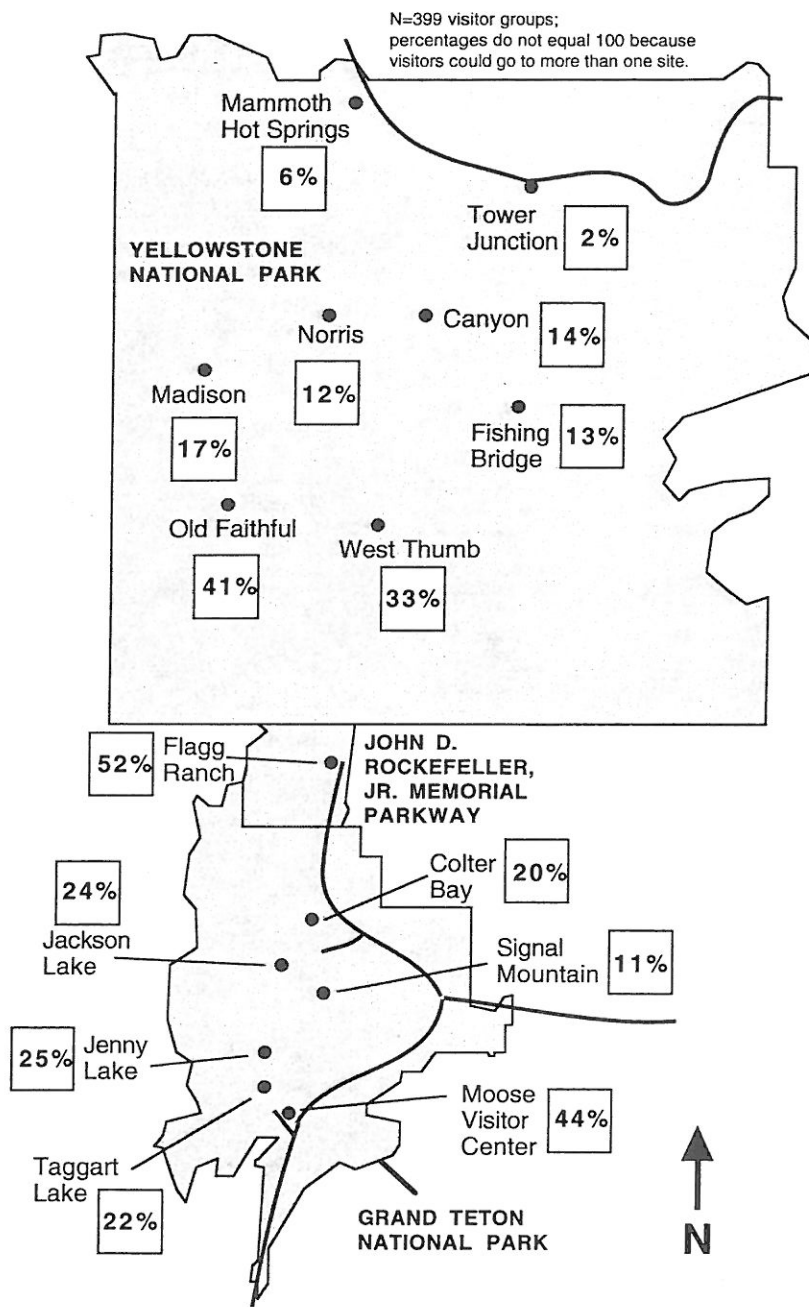 N=399 visitor groups;
percentages do not equal 100 because
visitors could go to more than one site.
Mammoth
Hot Springs
6%
Tower
Junction
2%
YELLOWSTONE
NATIONAL PARK
Norris
12%
Canyon
14%
Madison
17%
Fishing
Bridge
13%
Old Faithful
41%
West Thumb
33%
52%
Flagg
Ranch
JOHN D.
ROCKEFELLER,
JR. MEMORIAL
PARKWAY
Colter
Bay
20%
24%
Jackson
Lake
Signal
Mountain
11%
25%
Jenny
Lake
Moose
Visitor
Center
44%
Taggart
Lake
22%
GRAND TETON
NATIONAL PARK
N